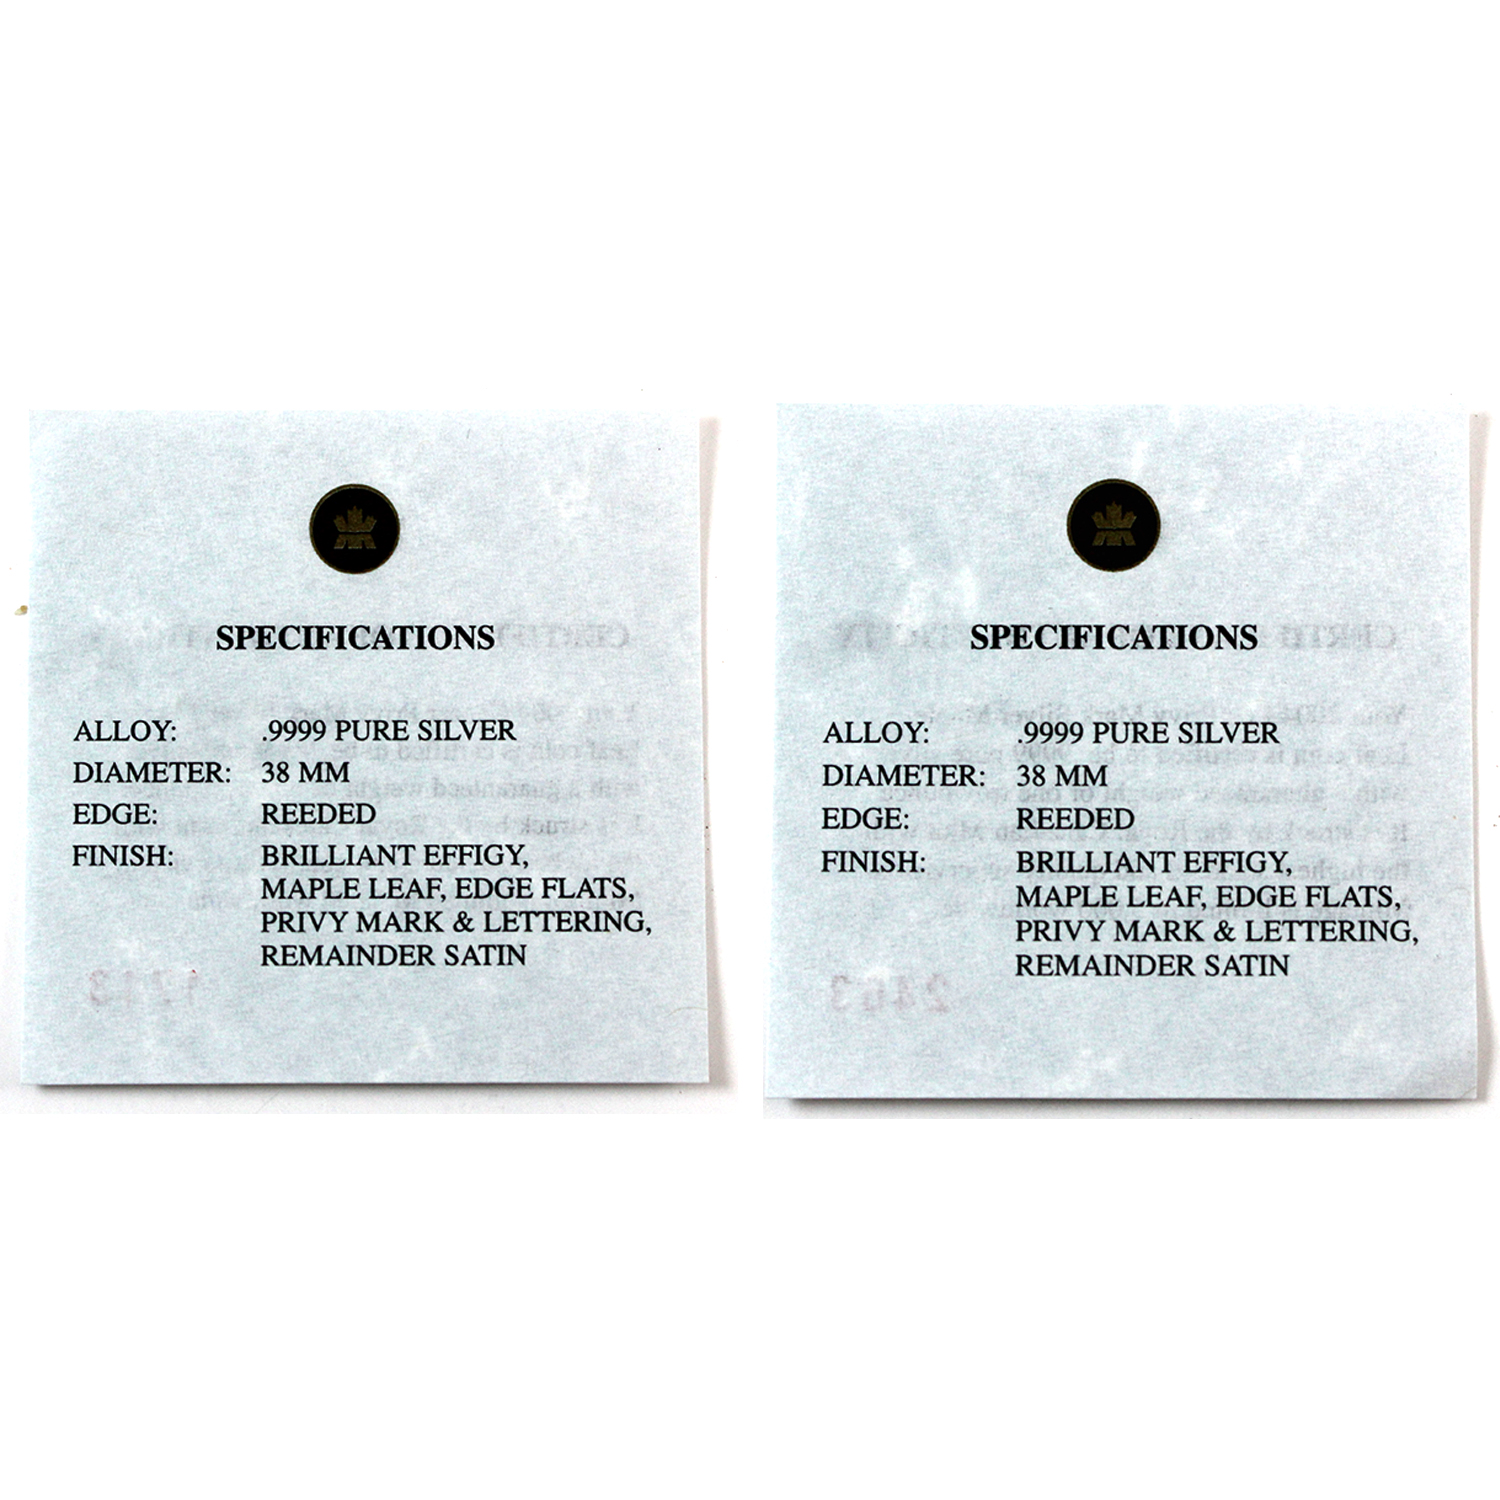 SPECIFICATIONS
ALLOY: .9999 PURE SILVER
DIAMETER: 38 MM
EDGE: REEDED
FINISH: BRILLIANT EFFIGY,
MAPLE LEAF, EDGE FLATS,
PRIVY MARK & LETTERING,
REMAINDER SATIN
SPECIFICATIONS
ALLOY: .9999 PURE SILVER
DIAMETER: 38 MM
EDGE: REEDED
FINISH: BRILLIANT EFFIGY,
MAPLE LEAF, EDGE FLATS,
PRIVY MARK & LETTERING,
REMAINDER SATIN